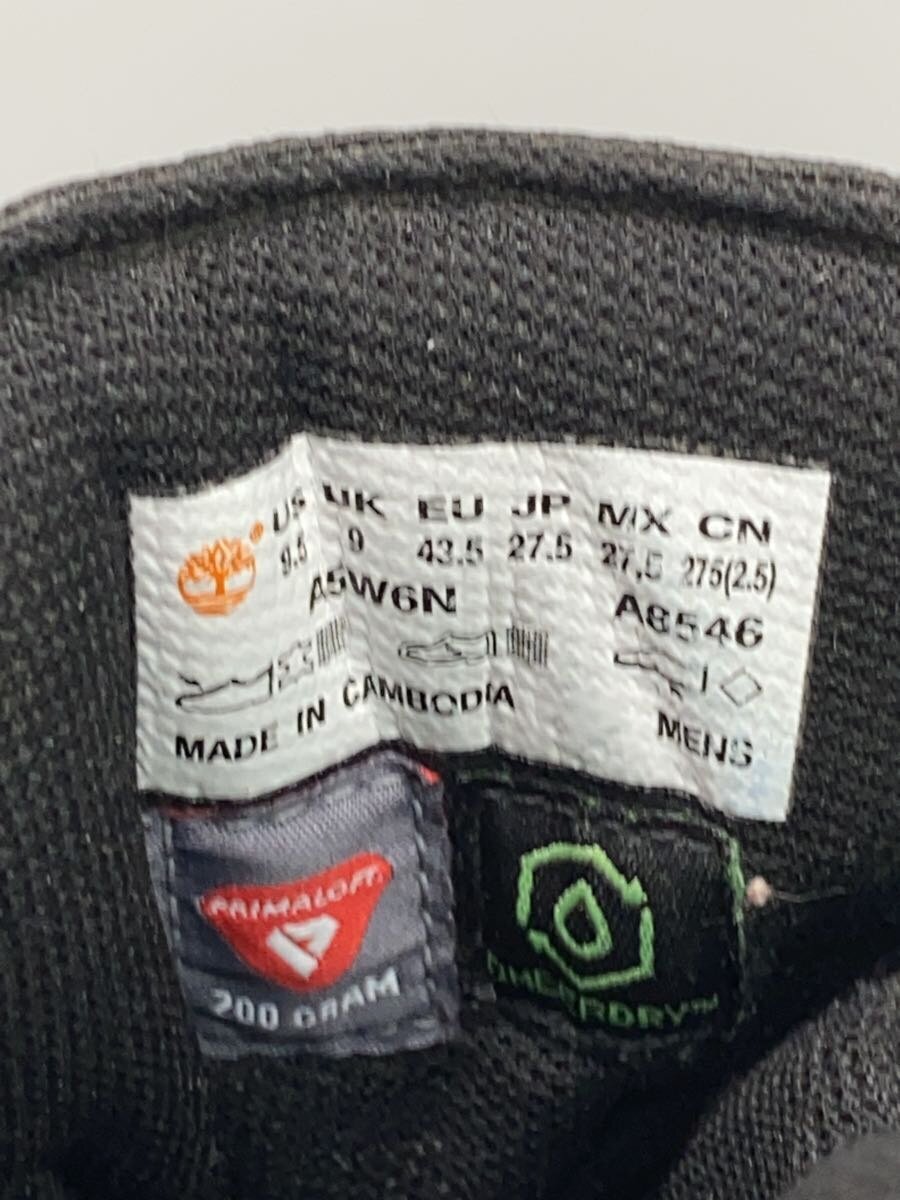 US UK EU JP MX CN
9.5 9 43.5 27.5 27.5 275(2.5)
A5W6N A8546
MADE IN CAMBODIA MENS
PRIMALOFT
200 GRAM
TIMBERDRY™